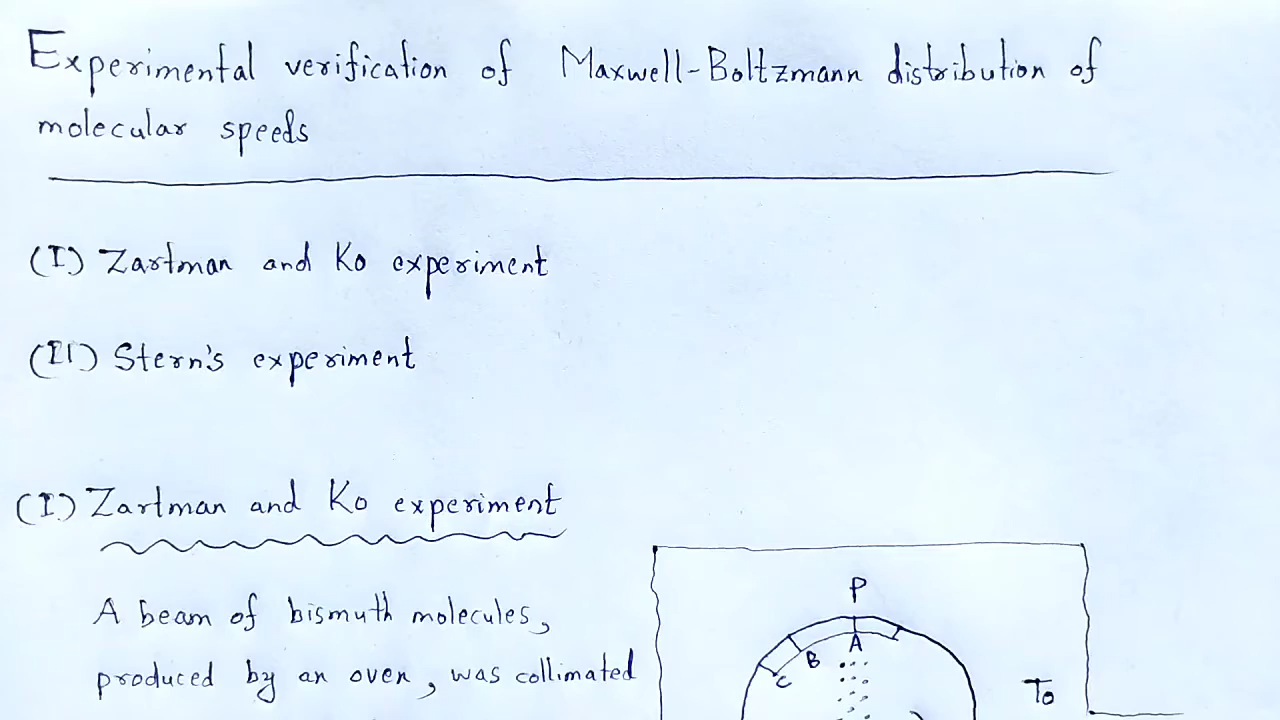 Experimental verification of Maxwell-Boltzmann distribution of
molecular speeds
(I) Zartman and Ko experiment
(II) Stern's experiment
(I) Zartman and Ko experiment
A beam of bismuth molecules,
produced by an oven, was collimated
P
A
B
C
To